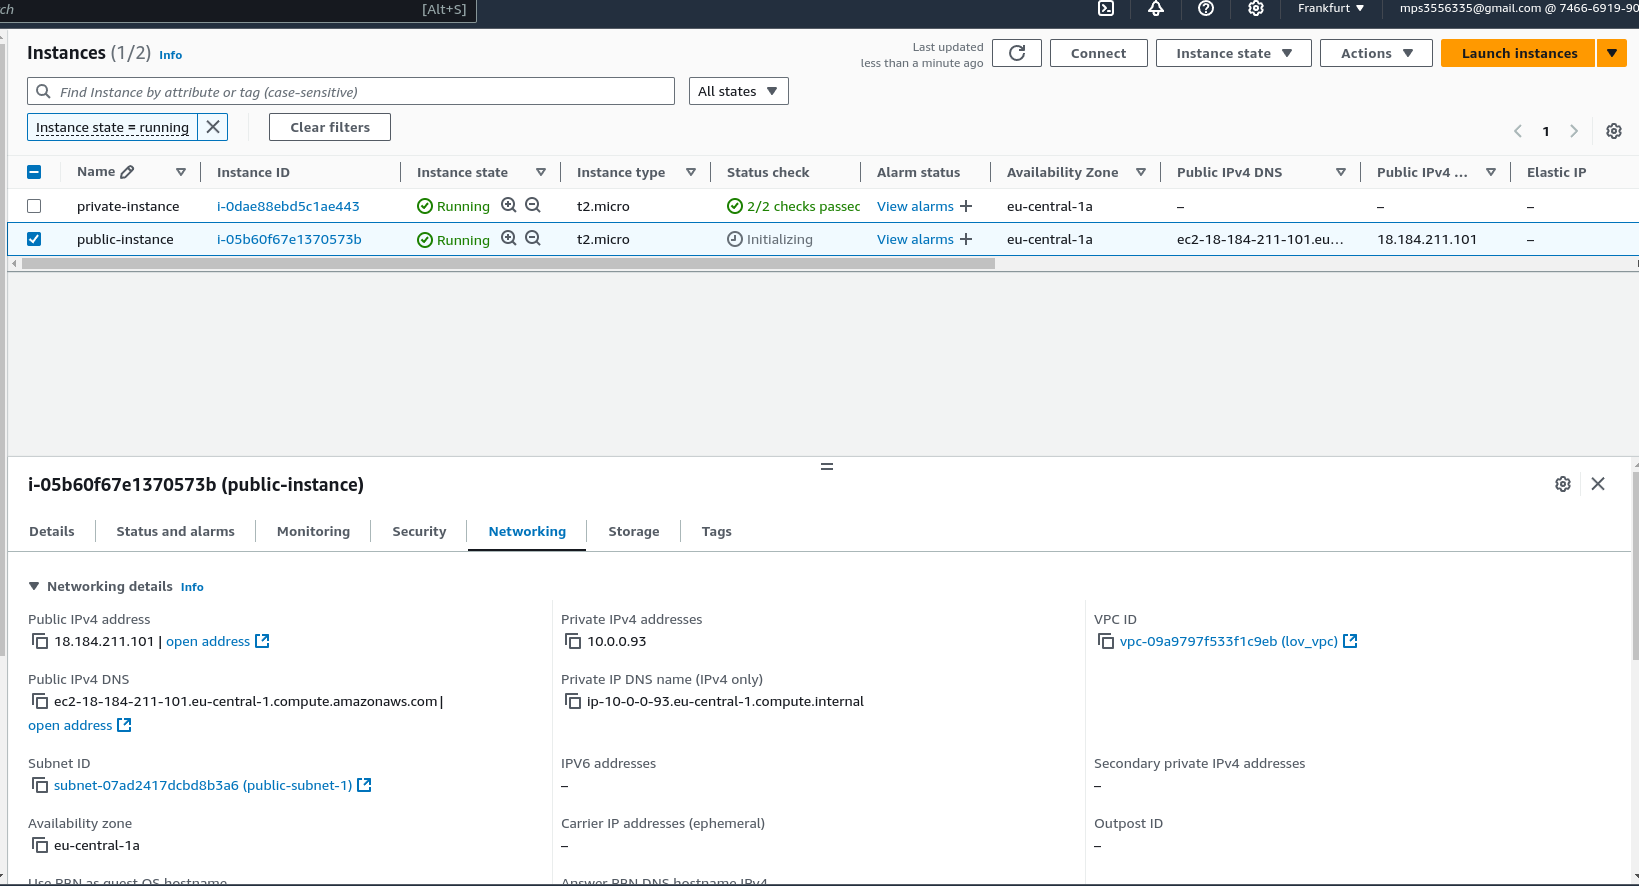 ch [Alt+S] Frankfurt ▼ mps3556335@gmail.com @ 7466-6919-90
Instances (1/2) Info Last updated less than a minute ago Connect Instance state ▼ Actions ▼ Launch instances ▼
Find Instance by attribute or tag (case-sensitive) All states ▼
Instance state = running Clear filters 1
Name Instance ID Instance state Instance type Status check Alarm status Availability Zone Public IPv4 DNS Public IPv4 ... Elastic IP
private-instance i-0dae88ebd5c1ae443 Running t2.micro 2/2 checks passec View alarms + eu-central-1a – – –
public-instance i-05b60f67e1370573b Running t2.micro Initializing View alarms + eu-central-1a ec2-18-184-211-101.eu... 18.184.211.101 –
i-05b60f67e1370573b (public-instance)
Details Status and alarms Monitoring Security Networking Storage Tags
▼ Networking details Info
Public IPv4 address Private IPv4 addresses VPC ID
18.184.211.101 | open address 10.0.0.93 vpc-09a9797f533f1c9eb (lov_vpc)
Public IPv4 DNS Private IP DNS name (IPv4 only)
ec2-18-184-211-101.eu-central-1.compute.amazonaws.com | ip-10-0-0-93.eu-central-1.compute.internal
open address
Subnet ID IPV6 addresses Secondary private IPv4 addresses
subnet-07ad2417dcbd8b3a6 (public-subnet-1) – –
Availability zone Carrier IP addresses (ephemeral) Outpost ID
eu-central-1a – –
Use RBN as guest OS hostname Answer RBN DNS hostname IPv4